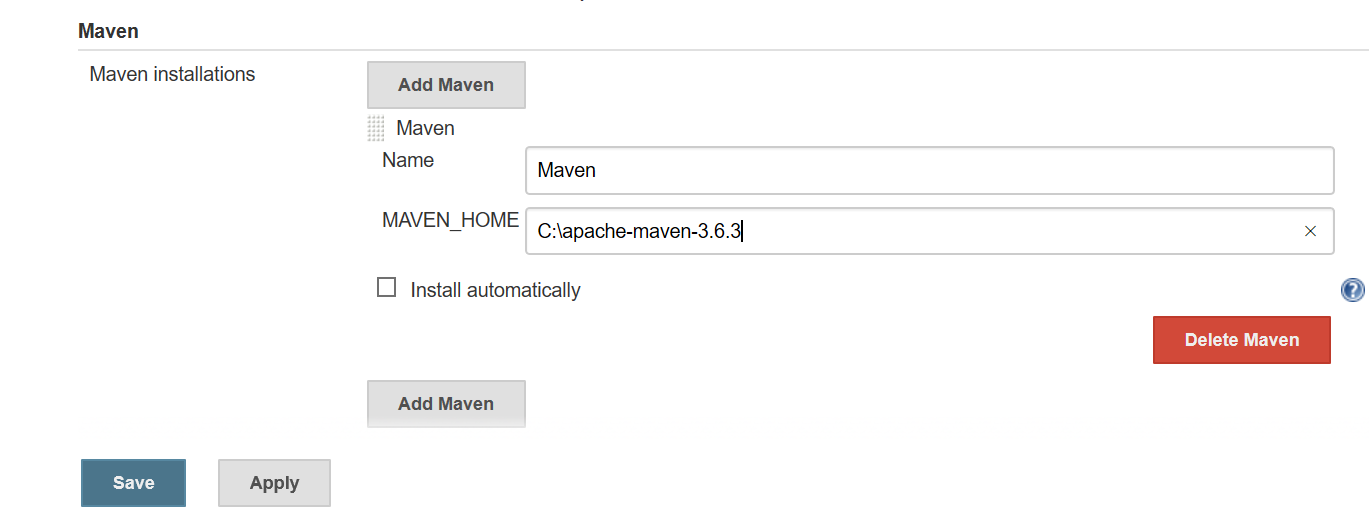 Maven
Maven installations
Add Maven
Maven
Name
Maven
MAVEN_HOME
C:\apache-maven-3.6.3
Install automatically
?
Delete Maven
Add Maven
Save
Apply